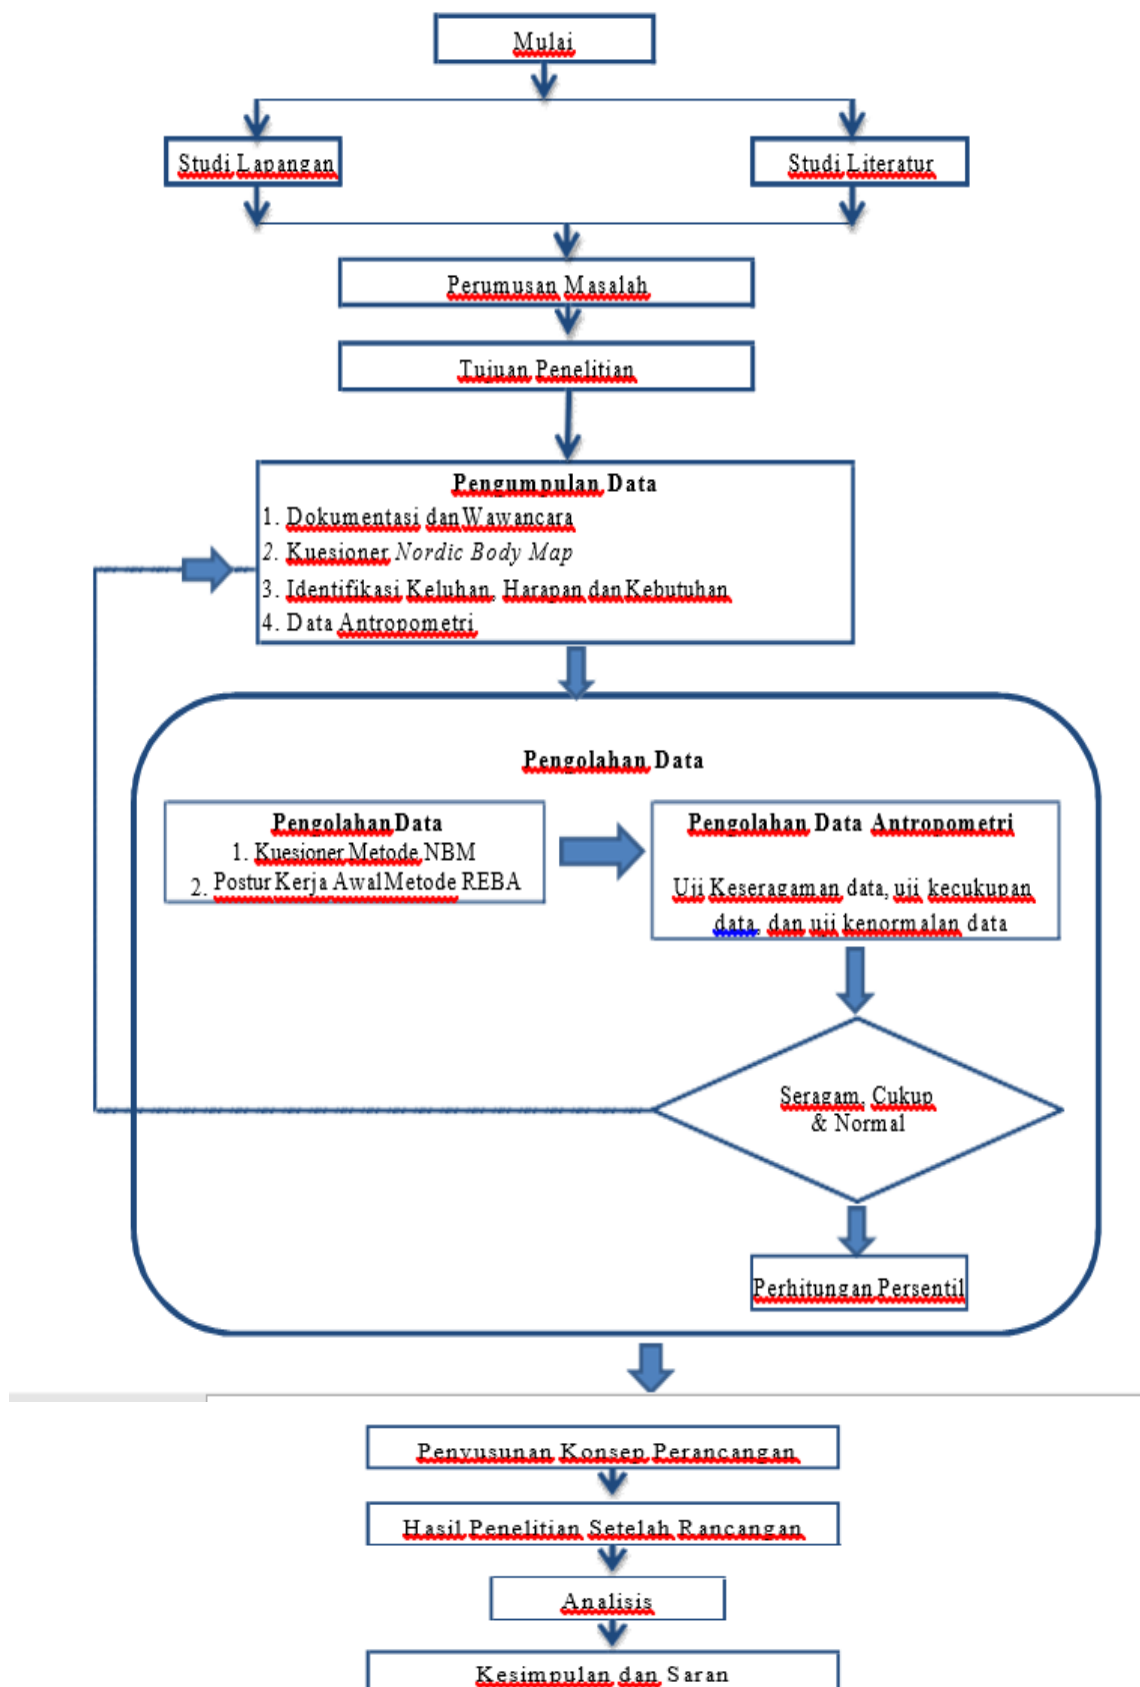 Mulai
Studi Lapangan
Studi Literatur
Perumusan Masalah
Tujuan Penelitian
Pengumpulan Data
1. Dokumentasi dan Wawancara
2. Kuesioner Nordic Body Map
3. Identifikasi Keluhan, Harapan dan Kebutuhan
4. Data Antropometri
Pengolahan Data
Pengolahan Data
1. Kuesioner Metode NBM
2. Postur Kerja Awal Metode REBA
Pengolahan Data Antropometri
Uji Keseragaman data, uji kecukupan
data, dan uji kenormalan data
Seragam, Cukup
& Normal
Perhitungan Persentil
Penyusunan Konsep Perancangan
Hasil Penelitian Setelah Rancangan
Analisis
Kesimpulan dan Saran